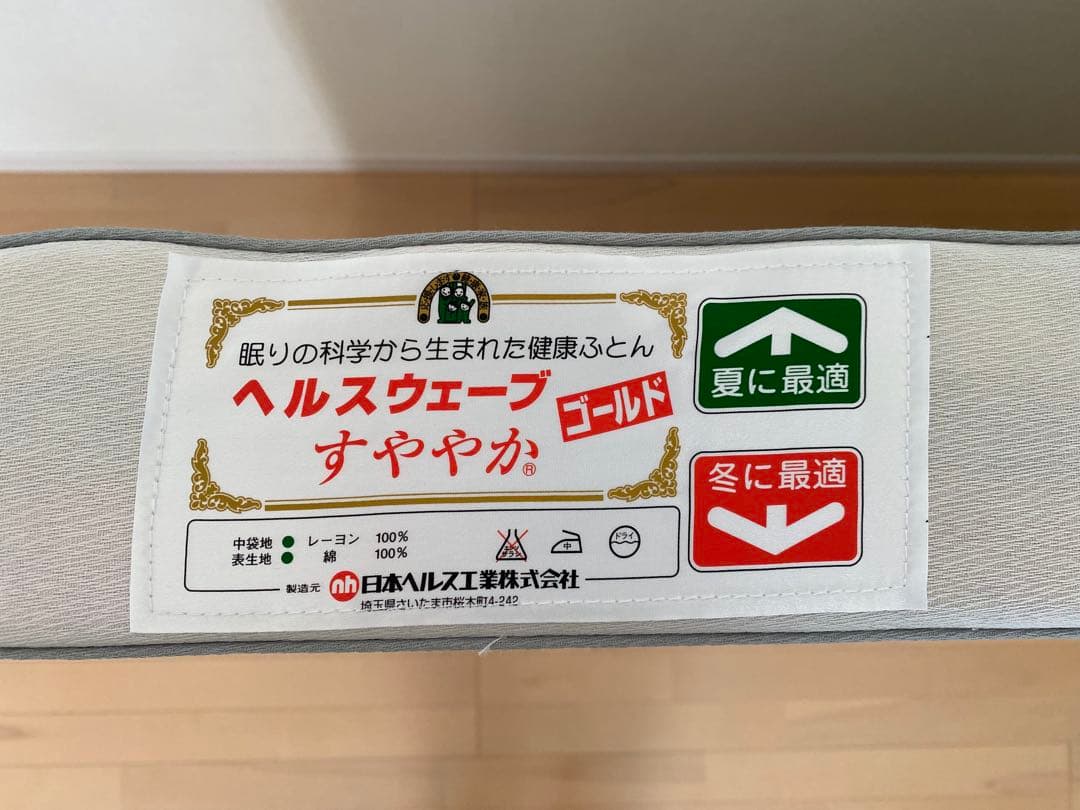 眠りの科学から生まれた健康ふとん
ヘルスウェーブ
ゴールド
すややか®
夏に最適
冬に最適
中袋地 ● レーヨン 100%
表生地 ● 綿 100%
中
ドライ
製造元 nh 日本ヘルス工業株式会社
埼玉県さいたま市桜木町4-242